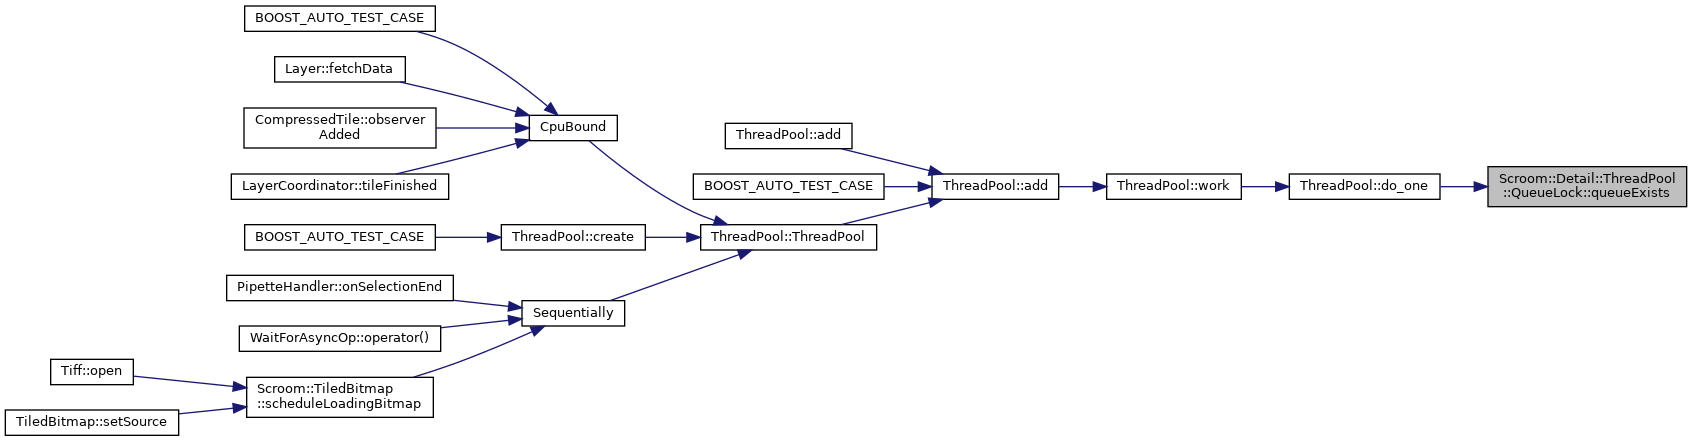 BOOST_AUTO_TEST_CASE
Layer::fetchData
CompressedTile::observer
Added
CpuBound
LayerCoordinator::tileFinished
ThreadPool::add
BOOST_AUTO_TEST_CASE
ThreadPool::add
ThreadPool::work
ThreadPool::do_one
Scroom::Detail::ThreadPool
::QueueLock::queueExists
BOOST_AUTO_TEST_CASE
ThreadPool::create
ThreadPool::ThreadPool
PipetteHandler::onSelectionEnd
Sequentially
WaitForAsyncOp::operator()
Tiff::open
Scroom::TiledBitmap
::scheduleLoadingBitmap
TiledBitmap::setSource